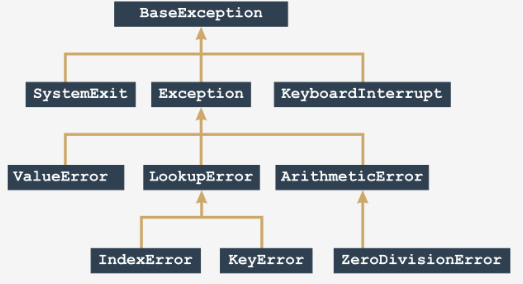 BaseException
SystemExit
Exception
KeyboardInterrupt
ValueError
LookupError
ArithmeticError
IndexError
KeyError
ZeroDivisionError